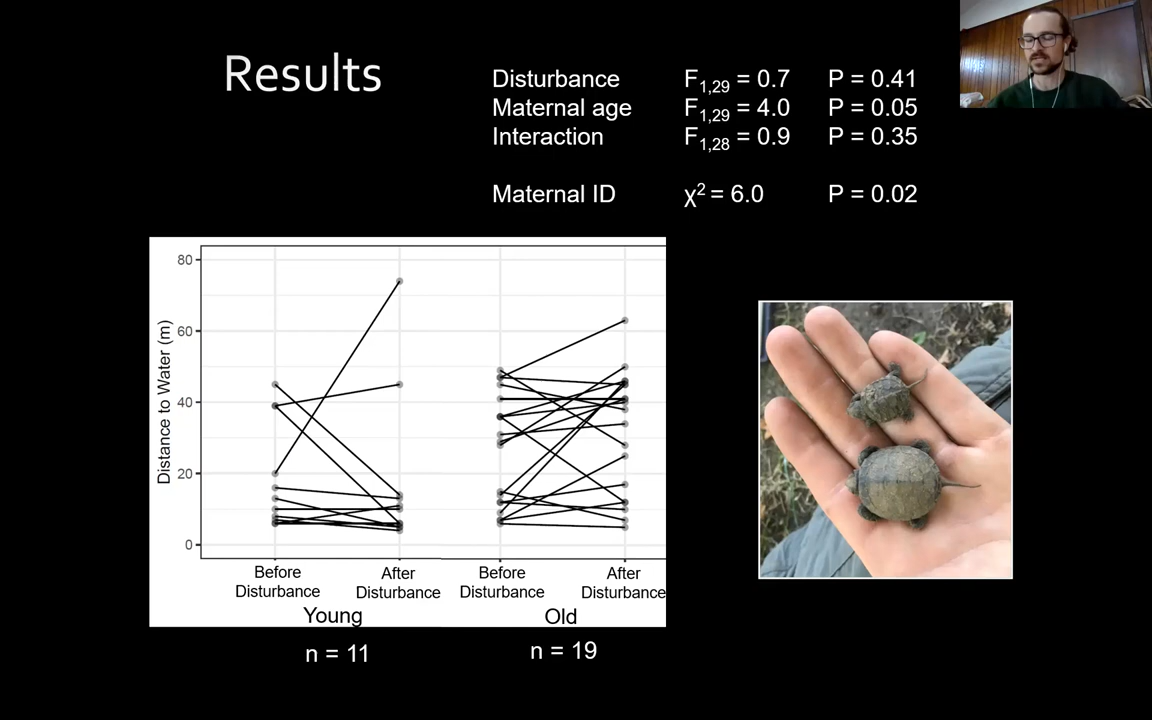 Results
Disturbance F1,29 = 0.7 P = 0.41
Maternal age F1,29 = 4.0 P = 0.05
Interaction F1,28 = 0.9 P = 0.35
Maternal ID χ2 = 6.0 P = 0.02
Distance to Water (m)
80
60
40
20
0
Before Disturbance After Disturbance Before Disturbance After Disturbance
Young Old
n = 11 n = 19